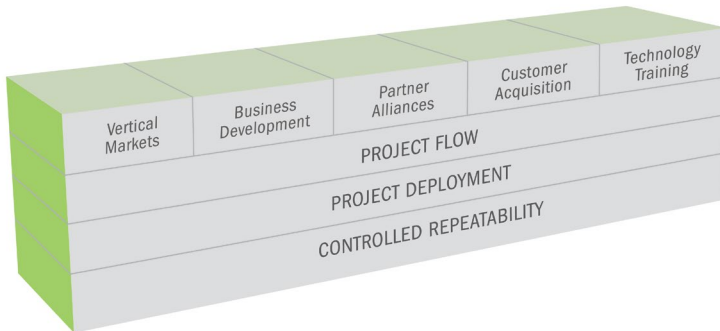 Vertical
Markets
Business
Development
Partner
Alliances
Customer
Acquisition
Technology
Training
PROJECT FLOW
PROJECT DEPLOYMENT
CONTROLLED REPEATABILITY